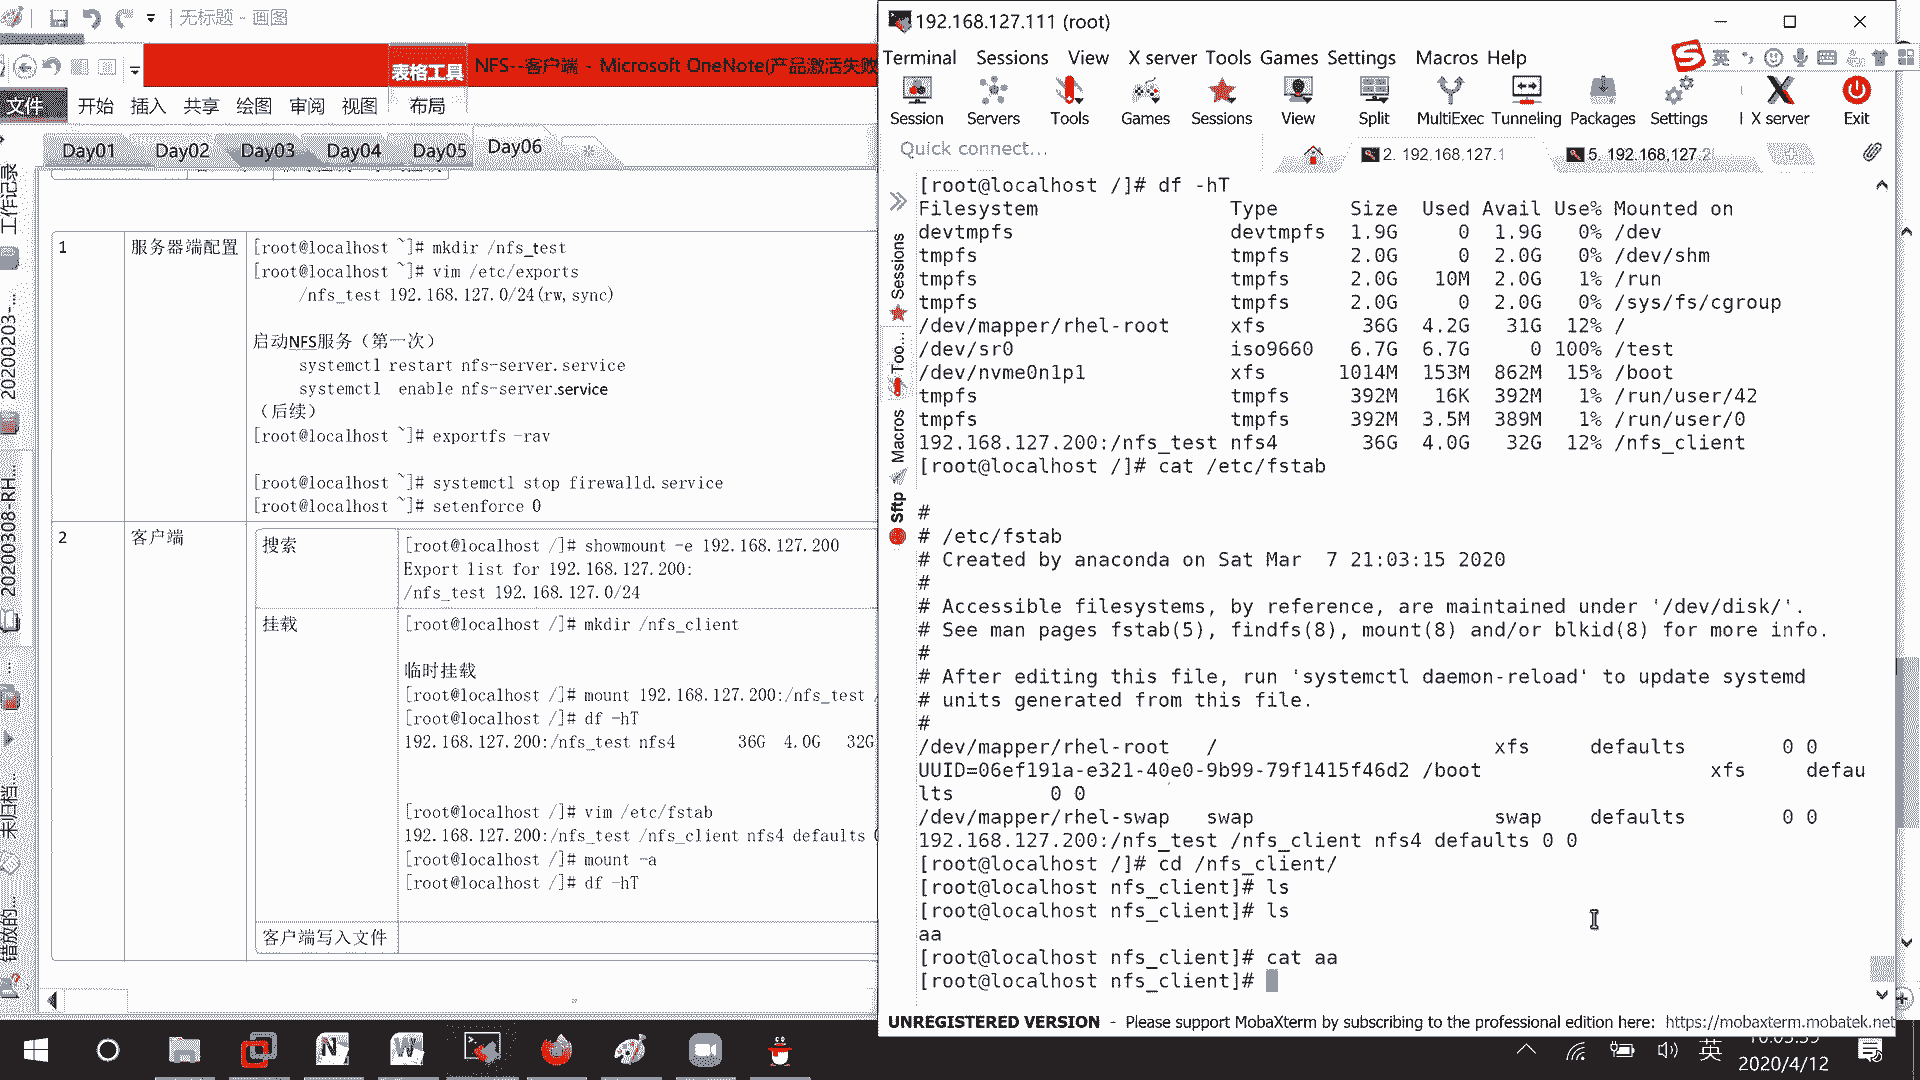 无标题 - 画图
表格工具
NFS--客户端 - Microsoft OneNote(产品激活失败
文件 开始 插入 共享 绘图 审阅 视图 布局
Day01 Day02 Day03 Day04 Day05 Day06
工作记录
20200203-...
20200308-RH...
未归档...
错放的...
1 服务器端配置
[root@localhost ~]# mkdir /nfs_test
[root@localhost ~]# vim /etc/exports
/nfs_test 192.168.127.0/24(rw,sync)
启动NFS服务（第一次）
systemctl restart nfs-server.service
systemctl enable nfs-server.service
（后续）
[root@localhost ~]# exportfs -rav
[root@localhost ~]# systemctl stop firewalld.service
[root@localhost ~]# setenforce 0
2 客户端
搜索
[root@localhost /]# showmount -e 192.168.127.200
Export list for 192.168.127.200:
/nfs_test 192.168.127.0/24
挂载
[root@localhost /]# mkdir /nfs_client
临时挂载
[root@localhost /]# mount 192.168.127.200:/nfs_test /
[root@localhost /]# df -hT
192.168.127.200:/nfs_test nfs4 36G 4.0G 32G
[root@localhost /]# vim /etc/fstab
192.168.127.200:/nfs_test /nfs_client nfs4 defaults 0
[root@localhost /]# mount -a
[root@localhost /]# df -hT
客户端写入文件
192.168.127.111 (root)
Terminal Sessions View X server Tools Games Settings Macros Help
英
Session Servers Tools Games Sessions View Split MultiExec Tunneling Packages Settings X server Exit
Quick connect...
2. 192.168.127.1
5. 192.168.127.2
Sessions
Too...
Macros
Sftp
[root@localhost /]# df -hT
Filesystem Type Size Used Avail Use% Mounted on
devtmpfs devtmpfs 1.9G 0 1.9G 0% /dev
tmpfs tmpfs 2.0G 0 2.0G 0% /dev/shm
tmpfs tmpfs 2.0G 10M 2.0G 1% /run
tmpfs tmpfs 2.0G 0 2.0G 0% /sys/fs/cgroup
/dev/mapper/rhel-root xfs 36G 4.2G 31G 12% /
/dev/sr0 iso9660 6.7G 6.7G 0 100% /test
/dev/nvme0n1p1 xfs 1014M 153M 862M 15% /boot
tmpfs tmpfs 392M 16K 392M 1% /run/user/42
tmpfs tmpfs 392M 3.5M 389M 1% /run/user/0
192.168.127.200:/nfs_test nfs4 36G 4.0G 32G 12% /nfs_client
[root@localhost /]# cat /etc/fstab
#
# /etc/fstab
# Created by anaconda on Sat Mar 7 21:03:15 2020
#
# Accessible filesystems, by reference, are maintained under '/dev/disk/'.
# See man pages fstab(5), findfs(8), mount(8) and/or blkid(8) for more info.
#
# After editing this file, run 'systemctl daemon-reload' to update systemd
# units generated from this file.
#
/dev/mapper/rhel-root / xfs defaults 0 0
UUID=06ef191a-e321-40e0-9b99-79f1415f46d2 /boot xfs defau
lts 0 0
/dev/mapper/rhel-swap swap swap defaults 0 0
192.168.127.200:/nfs_test /nfs_client nfs4 defaults 0 0
[root@localhost /]# cd /nfs_client/
[root@localhost nfs_client]# ls
[root@localhost nfs_client]# ls
aa
[root@localhost nfs_client]# cat aa
[root@localhost nfs_client]#
UNREGISTERED VERSION - Please support MobaXterm by subscribing to the professional edition here: https://mobaxterm.mobatek.net
英
2020/4/12